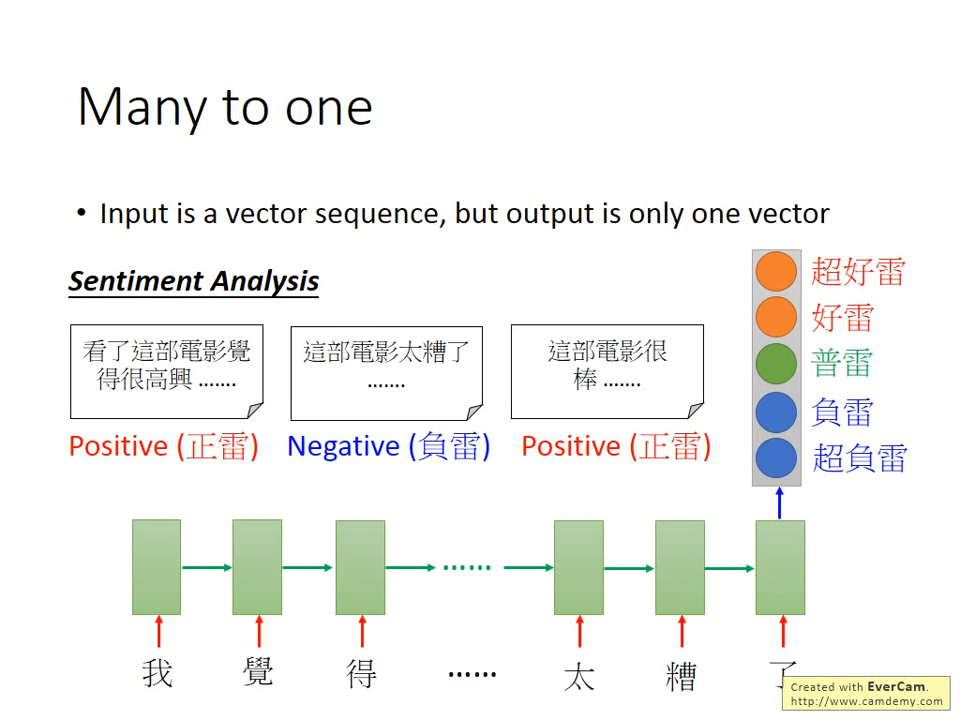 Many to one
• Input is a vector sequence, but output is only one vector
Sentiment Analysis
看了這部電影覺
得很高興 …….
Positive (正雷)
這部電影太糟了
…….
Negative (負雷)
這部電影很
棒 …….
Positive (正雷)
超好雷
好雷
普雷
負雷
超負雷
……
我 覺 得 …… 太 糟 了
Created with EverCam.
http://www.camdemy.com